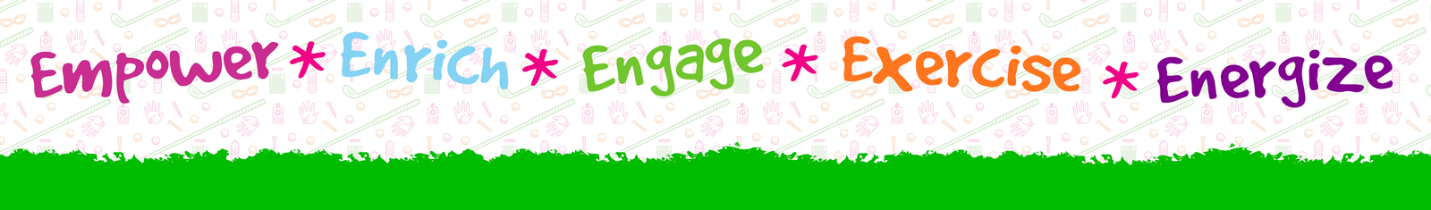 Empower * Enrich * Engage * Exercise * Energize